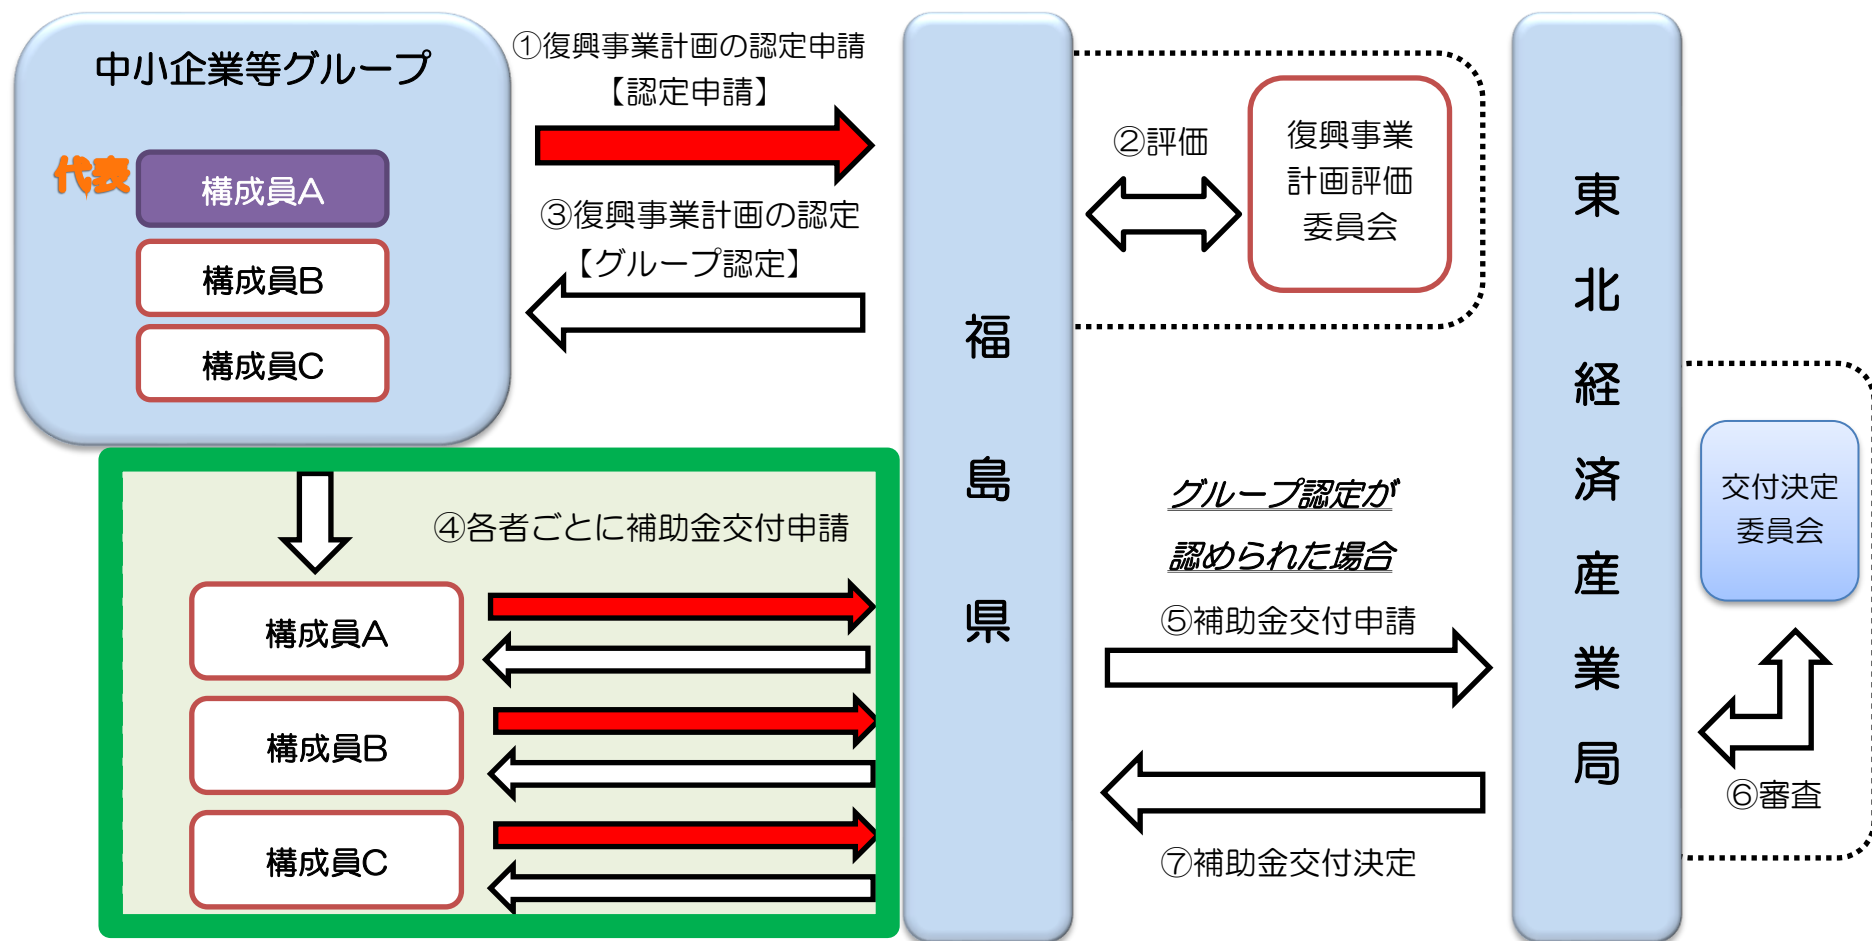 中小企業等グループ
代表
構成員A
構成員B
構成員C
①復興事業計画の認定申請
【認定申請】
③復興事業計画の認定
【グループ認定】
福島県
②評価
復興事業
計画評価
委員会
東北経済産業局
④各者ごとに補助金交付申請
構成員A
構成員B
構成員C
グループ認定が
認められた場合
⑤補助金交付申請
⑦補助金交付決定
交付決定
委員会
⑥審査